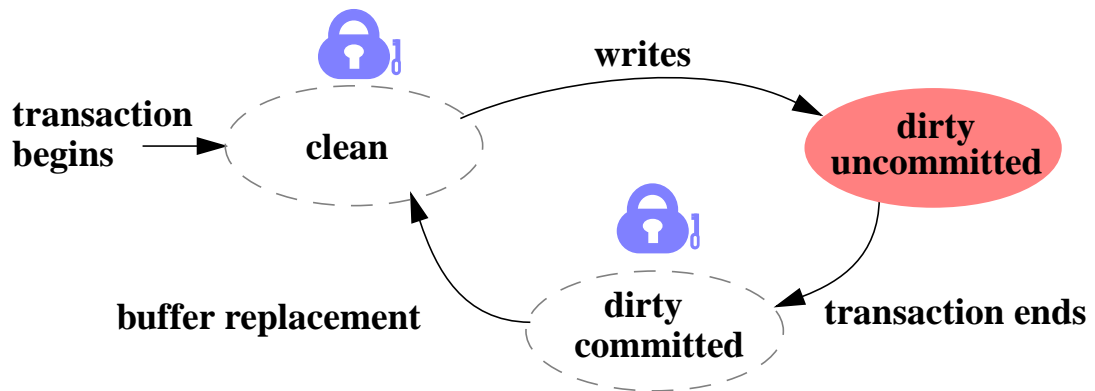 writes
transaction
begins
clean
dirty
uncommitted
dirty
committed
buffer replacement
transaction ends